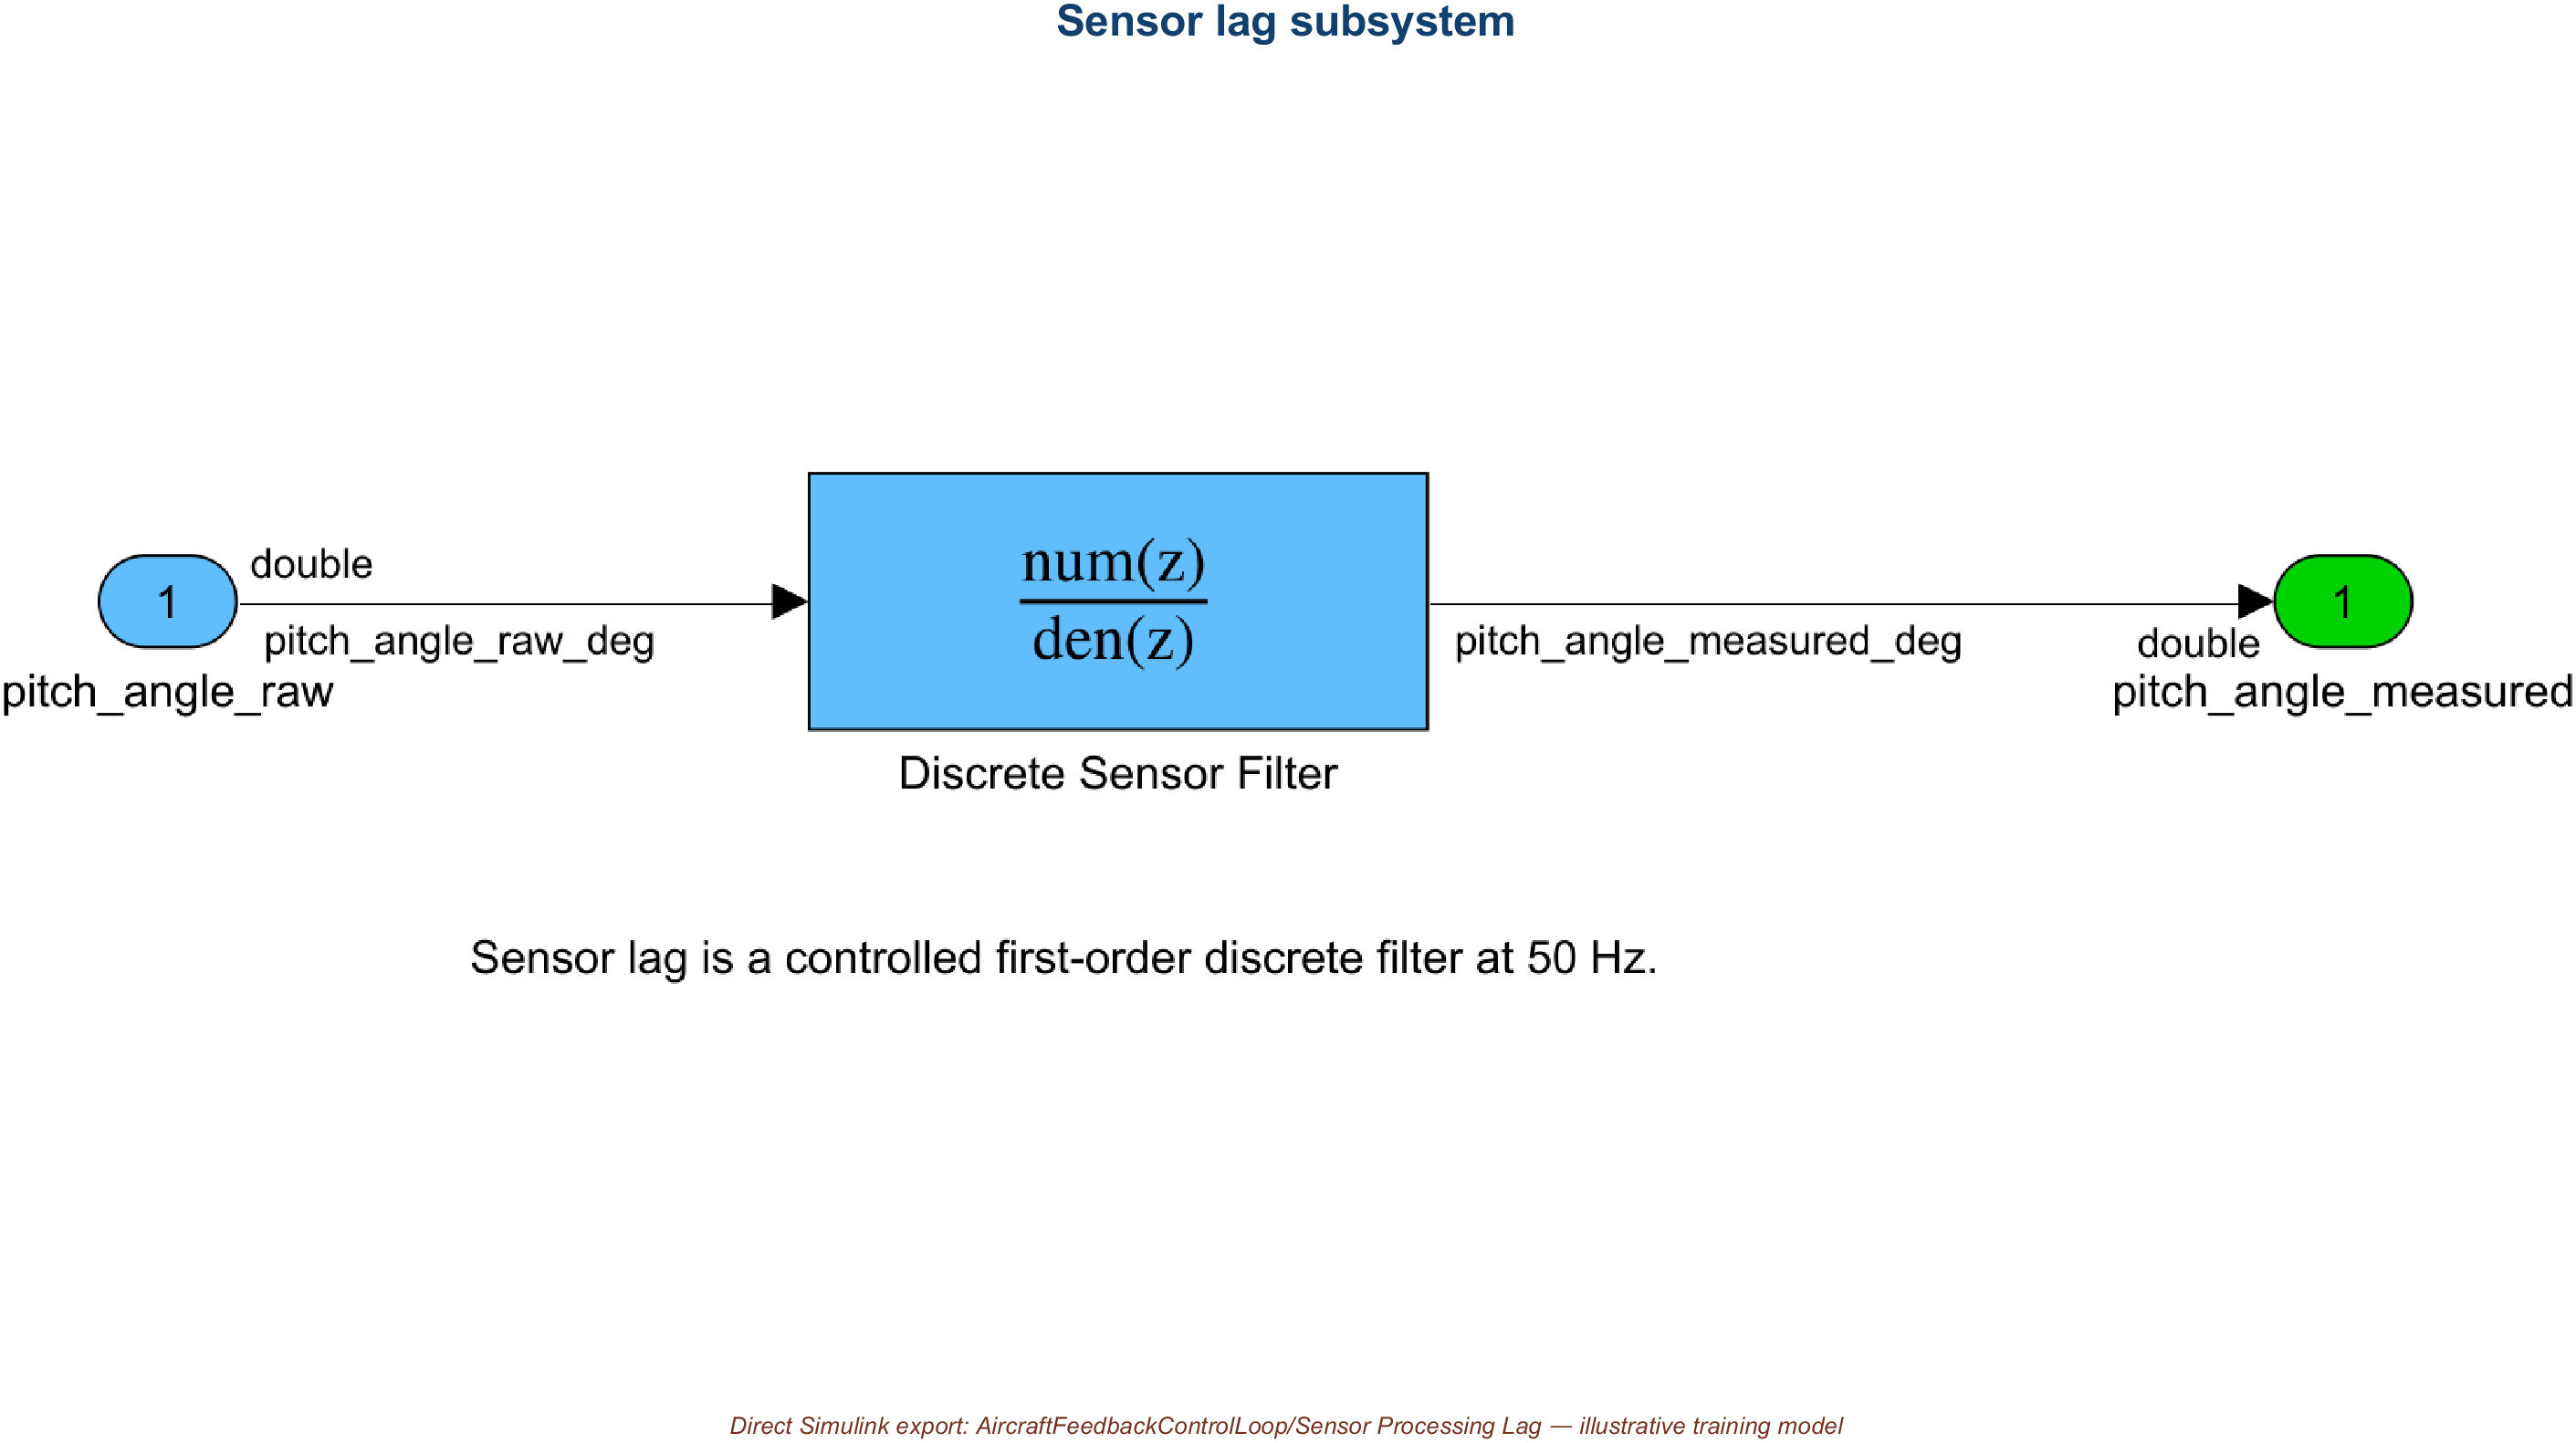 Sensor lag subsystem
double
1
pitch_angle_raw_deg
pitch_angle_raw
num(z)
den(z)
Discrete Sensor Filter
pitch_angle_measured_deg
1
double
pitch_angle_measured
Sensor lag is a controlled first-order discrete filter at 50 Hz.
Direct Simulink export: AircraftFeedbackControlLoop/Sensor Processing Lag — illustrative training model